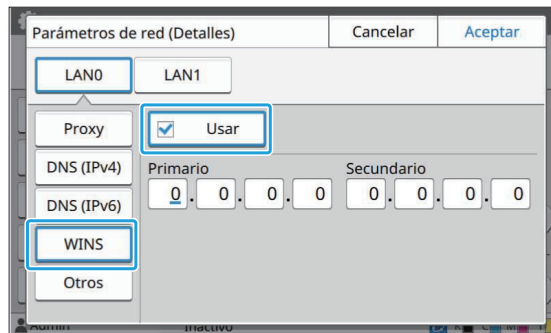 Parámetros de red (Detalles) Cancelar Aceptar
LAN0 LAN1
Proxy Usar
DNS (IPv4) Primario Secundario
DNS (IPv6) 0. 0. 0. 0 0. 0. 0. 0
WINS
Otros
Admin Inactivo K C M Y